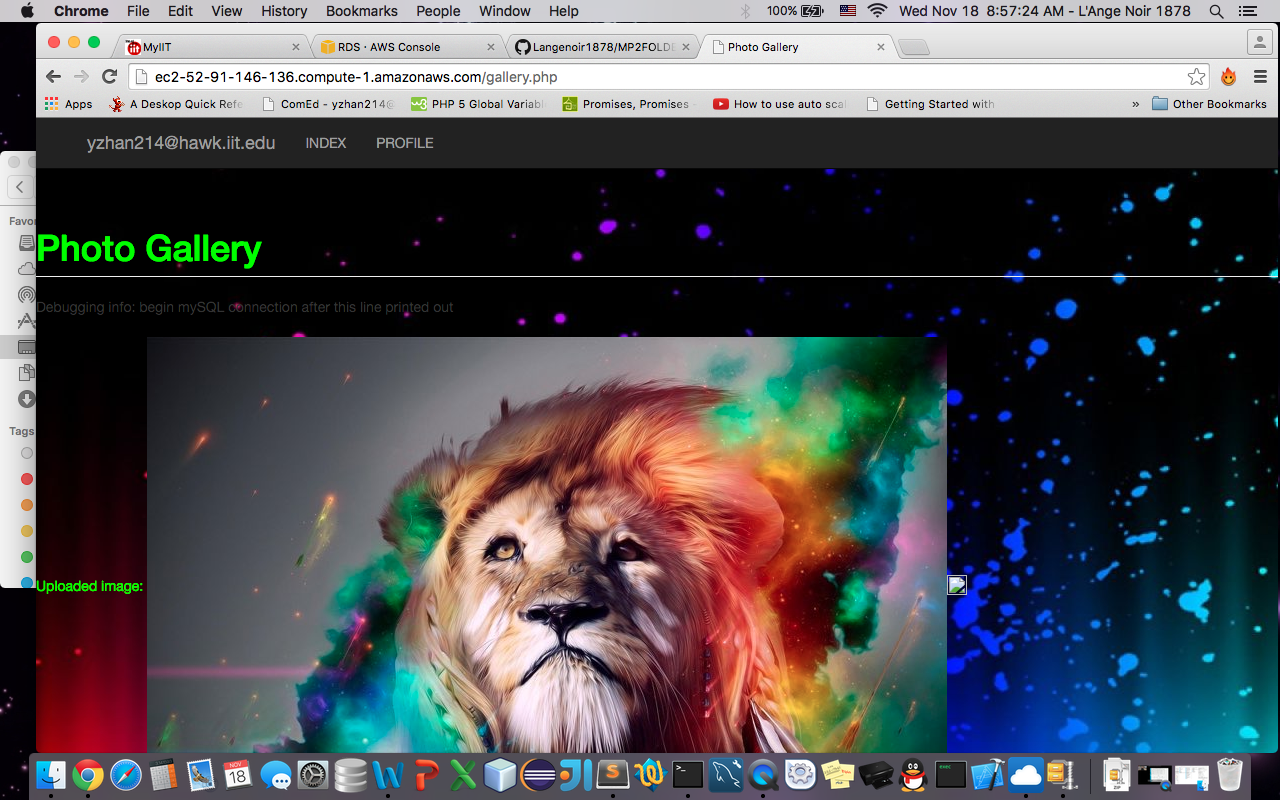 Chrome File Edit View History Bookmarks People Window Help 100% Wed Nov 18 8:57:24 AM - L'Ange Noir 1878
MyIIT RDS · AWS Console Langenoir1878/MP2FOLD Photo Gallery
ec2-52-91-146-136.compute-1.amazonaws.com/gallery.php
Apps A Deskop Quick Refe ComEd - yzhan214@ PHP 5 Global Variabl Promises, Promises - How to use auto scal Getting Started with » Other Bookmarks
yzhan214@hawk.iit.edu INDEX PROFILE
Favor
Photo Gallery
Debugging info: begin mySQL connection after this line printed out
Tags
Uploaded image:
NOV
18